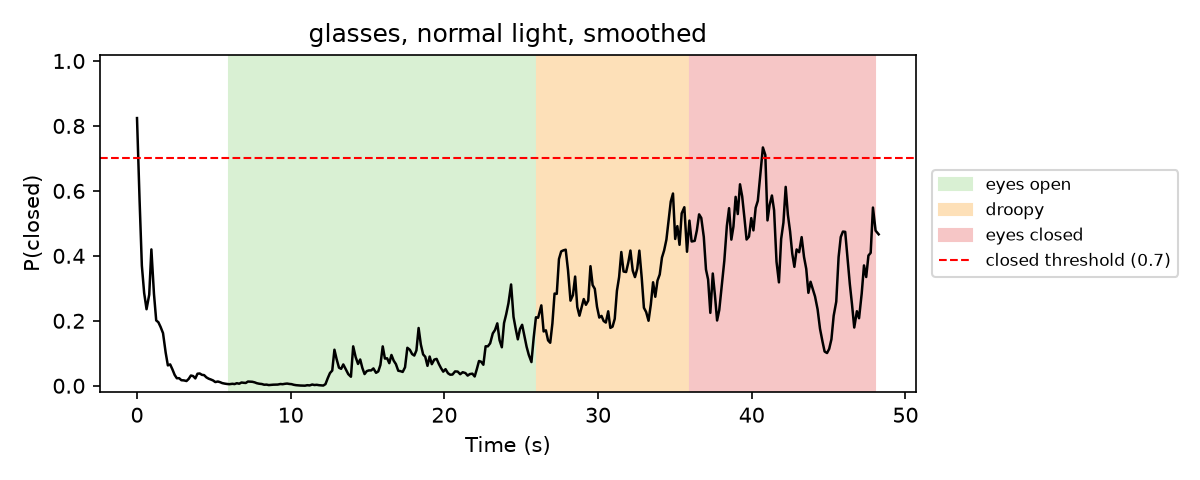 glasses, normal light, smoothed
P(closed)
1.0
0.8
0.6
0.4
0.2
0.0
0 10 20 30 40 50
Time (s)
eyes open
droopy
eyes closed
closed threshold (0.7)